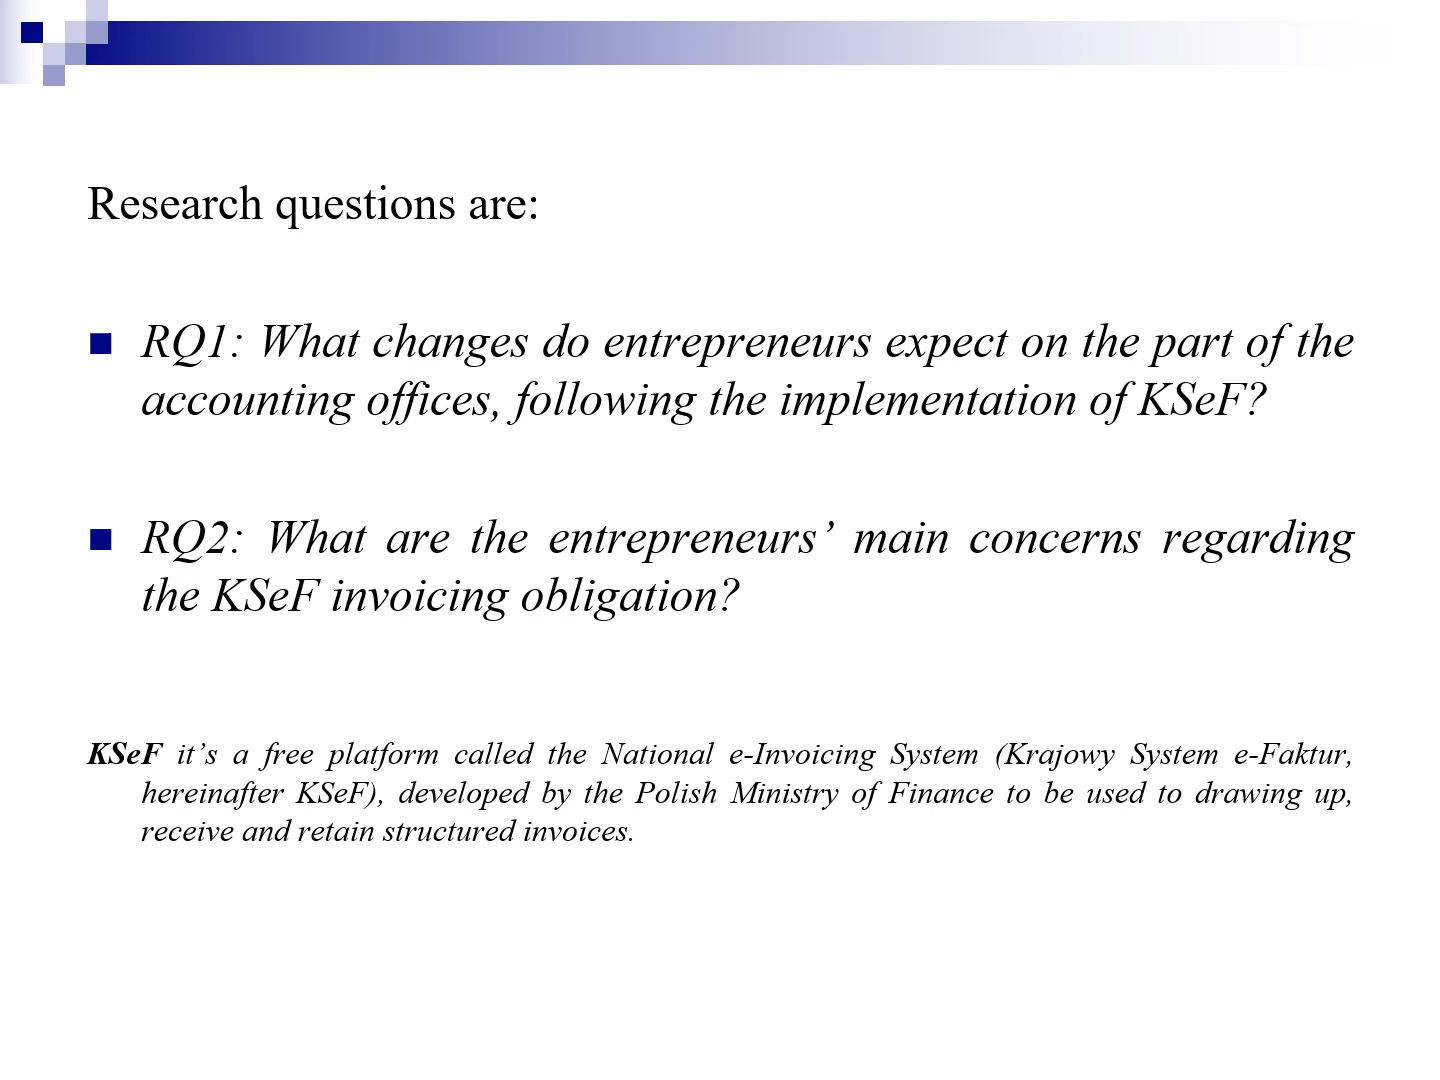 Research questions are:
RQ1: What changes do entrepreneurs expect on the part of the
accounting offices, following the implementation of KSeF?
RQ2: What are the entrepreneurs’ main concerns regarding
the KSeF invoicing obligation?
KSeF it’s a free platform called the National e-Invoicing System (Krajowy System e-Faktur,
hereinafter KSeF), developed by the Polish Ministry of Finance to be used to drawing up,
receive and retain structured invoices.